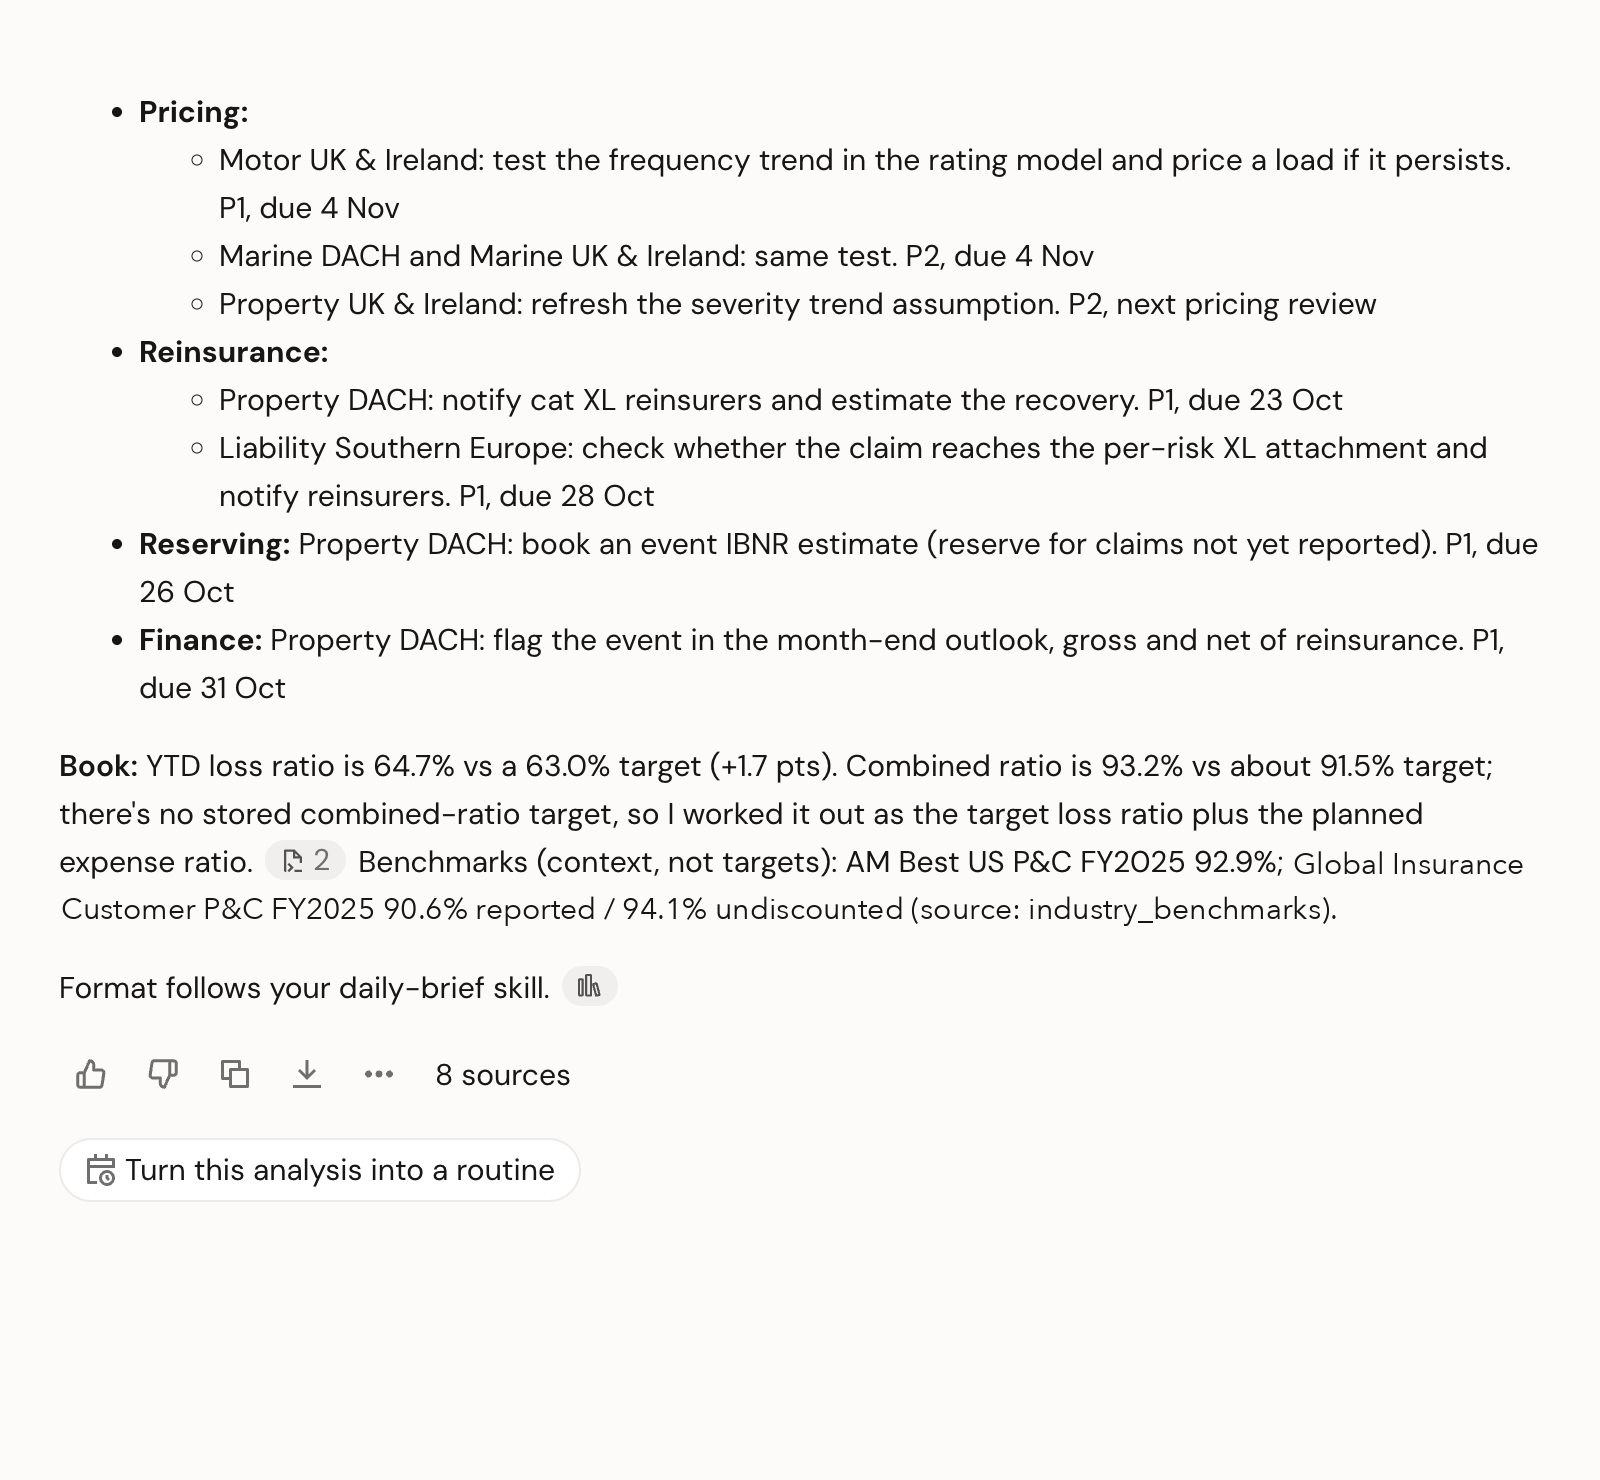 Pricing:
Motor UK & Ireland: test the frequency trend in the rating model and price a load if it persists.
P1, due 4 Nov
Marine DACH and Marine UK & Ireland: same test. P2, due 4 Nov
Property UK & Ireland: refresh the severity trend assumption. P2, next pricing review
Reinsurance:
Property DACH: notify cat XL reinsurers and estimate the recovery. P1, due 23 Oct
Liability Southern Europe: check whether the claim reaches the per-risk XL attachment and
notify reinsurers. P1, due 28 Oct
Reserving: Property DACH: book an event IBNR estimate (reserve for claims not yet reported). P1, due
26 Oct
Finance: Property DACH: flag the event in the month-end outlook, gross and net of reinsurance. P1,
due 31 Oct
Book: YTD loss ratio is 64.7% vs a 63.0% target (+1.7 pts). Combined ratio is 93.2% vs about 91.5% target;
there's no stored combined-ratio target, so I worked it out as the target loss ratio plus the planned
expense ratio. 2 Benchmarks (context, not targets): AM Best US P&C FY2025 92.9%; Global Insurance
Customer P&C FY2025 90.6% reported / 94.1% undiscounted (source: industry_benchmarks).
Format follows your daily-brief skill.
8 sources
Turn this analysis into a routine